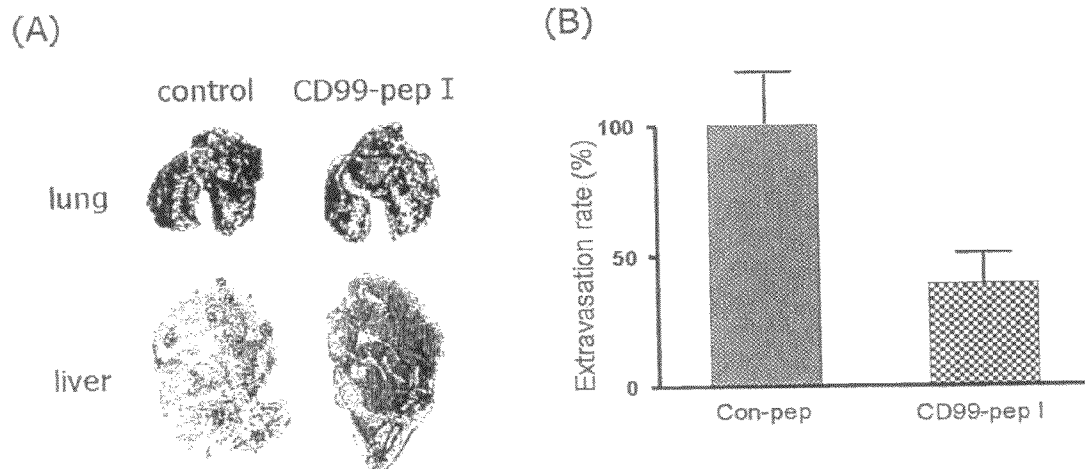 (A)
control CD99-pep I
lung
liver
(B)
Extravasation rate (%)
100
50
0
Con-pep CD99-pep I